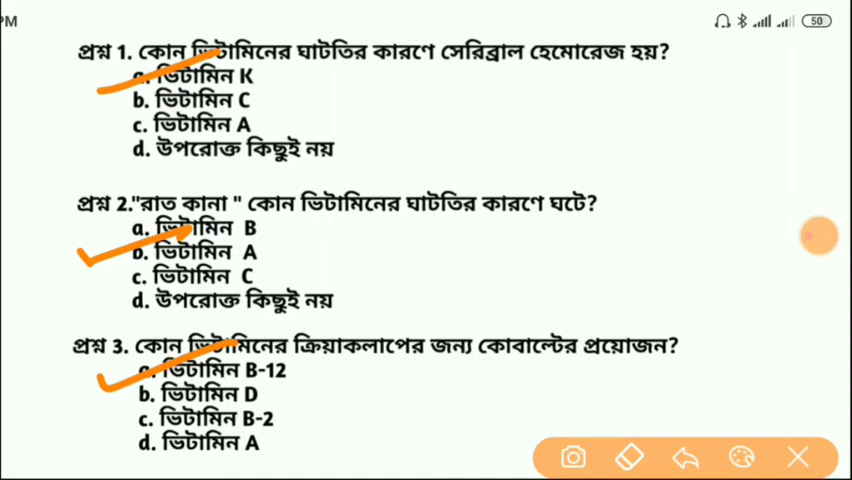 PM
50
প্রশ্ন 1. কোন ভিটামিনের ঘাটতির কারণে সেরিব্রাল হেমোরেজ হয়?
a. ভিটামিন K
b. ভিটামিন C
c. ভিটামিন A
d. উপরোক্ত কিছুই নয়
প্রশ্ন 2."রাত কানা " কোন ভিটামিনের ঘাটতির কারণে ঘটে?
a. ভিটামিন B
b. ভিটামিন A
c. ভিটামিন C
d. উপরোক্ত কিছুই নয়
প্রশ্ন 3. কোন ভিটামিনের ক্রিয়াকলাপের জন্য কোবাল্টের প্রয়োজন?
a. ভিটামিন B-12
b. ভিটামিন D
c. ভিটামিন B-2
d. ভিটামিন A